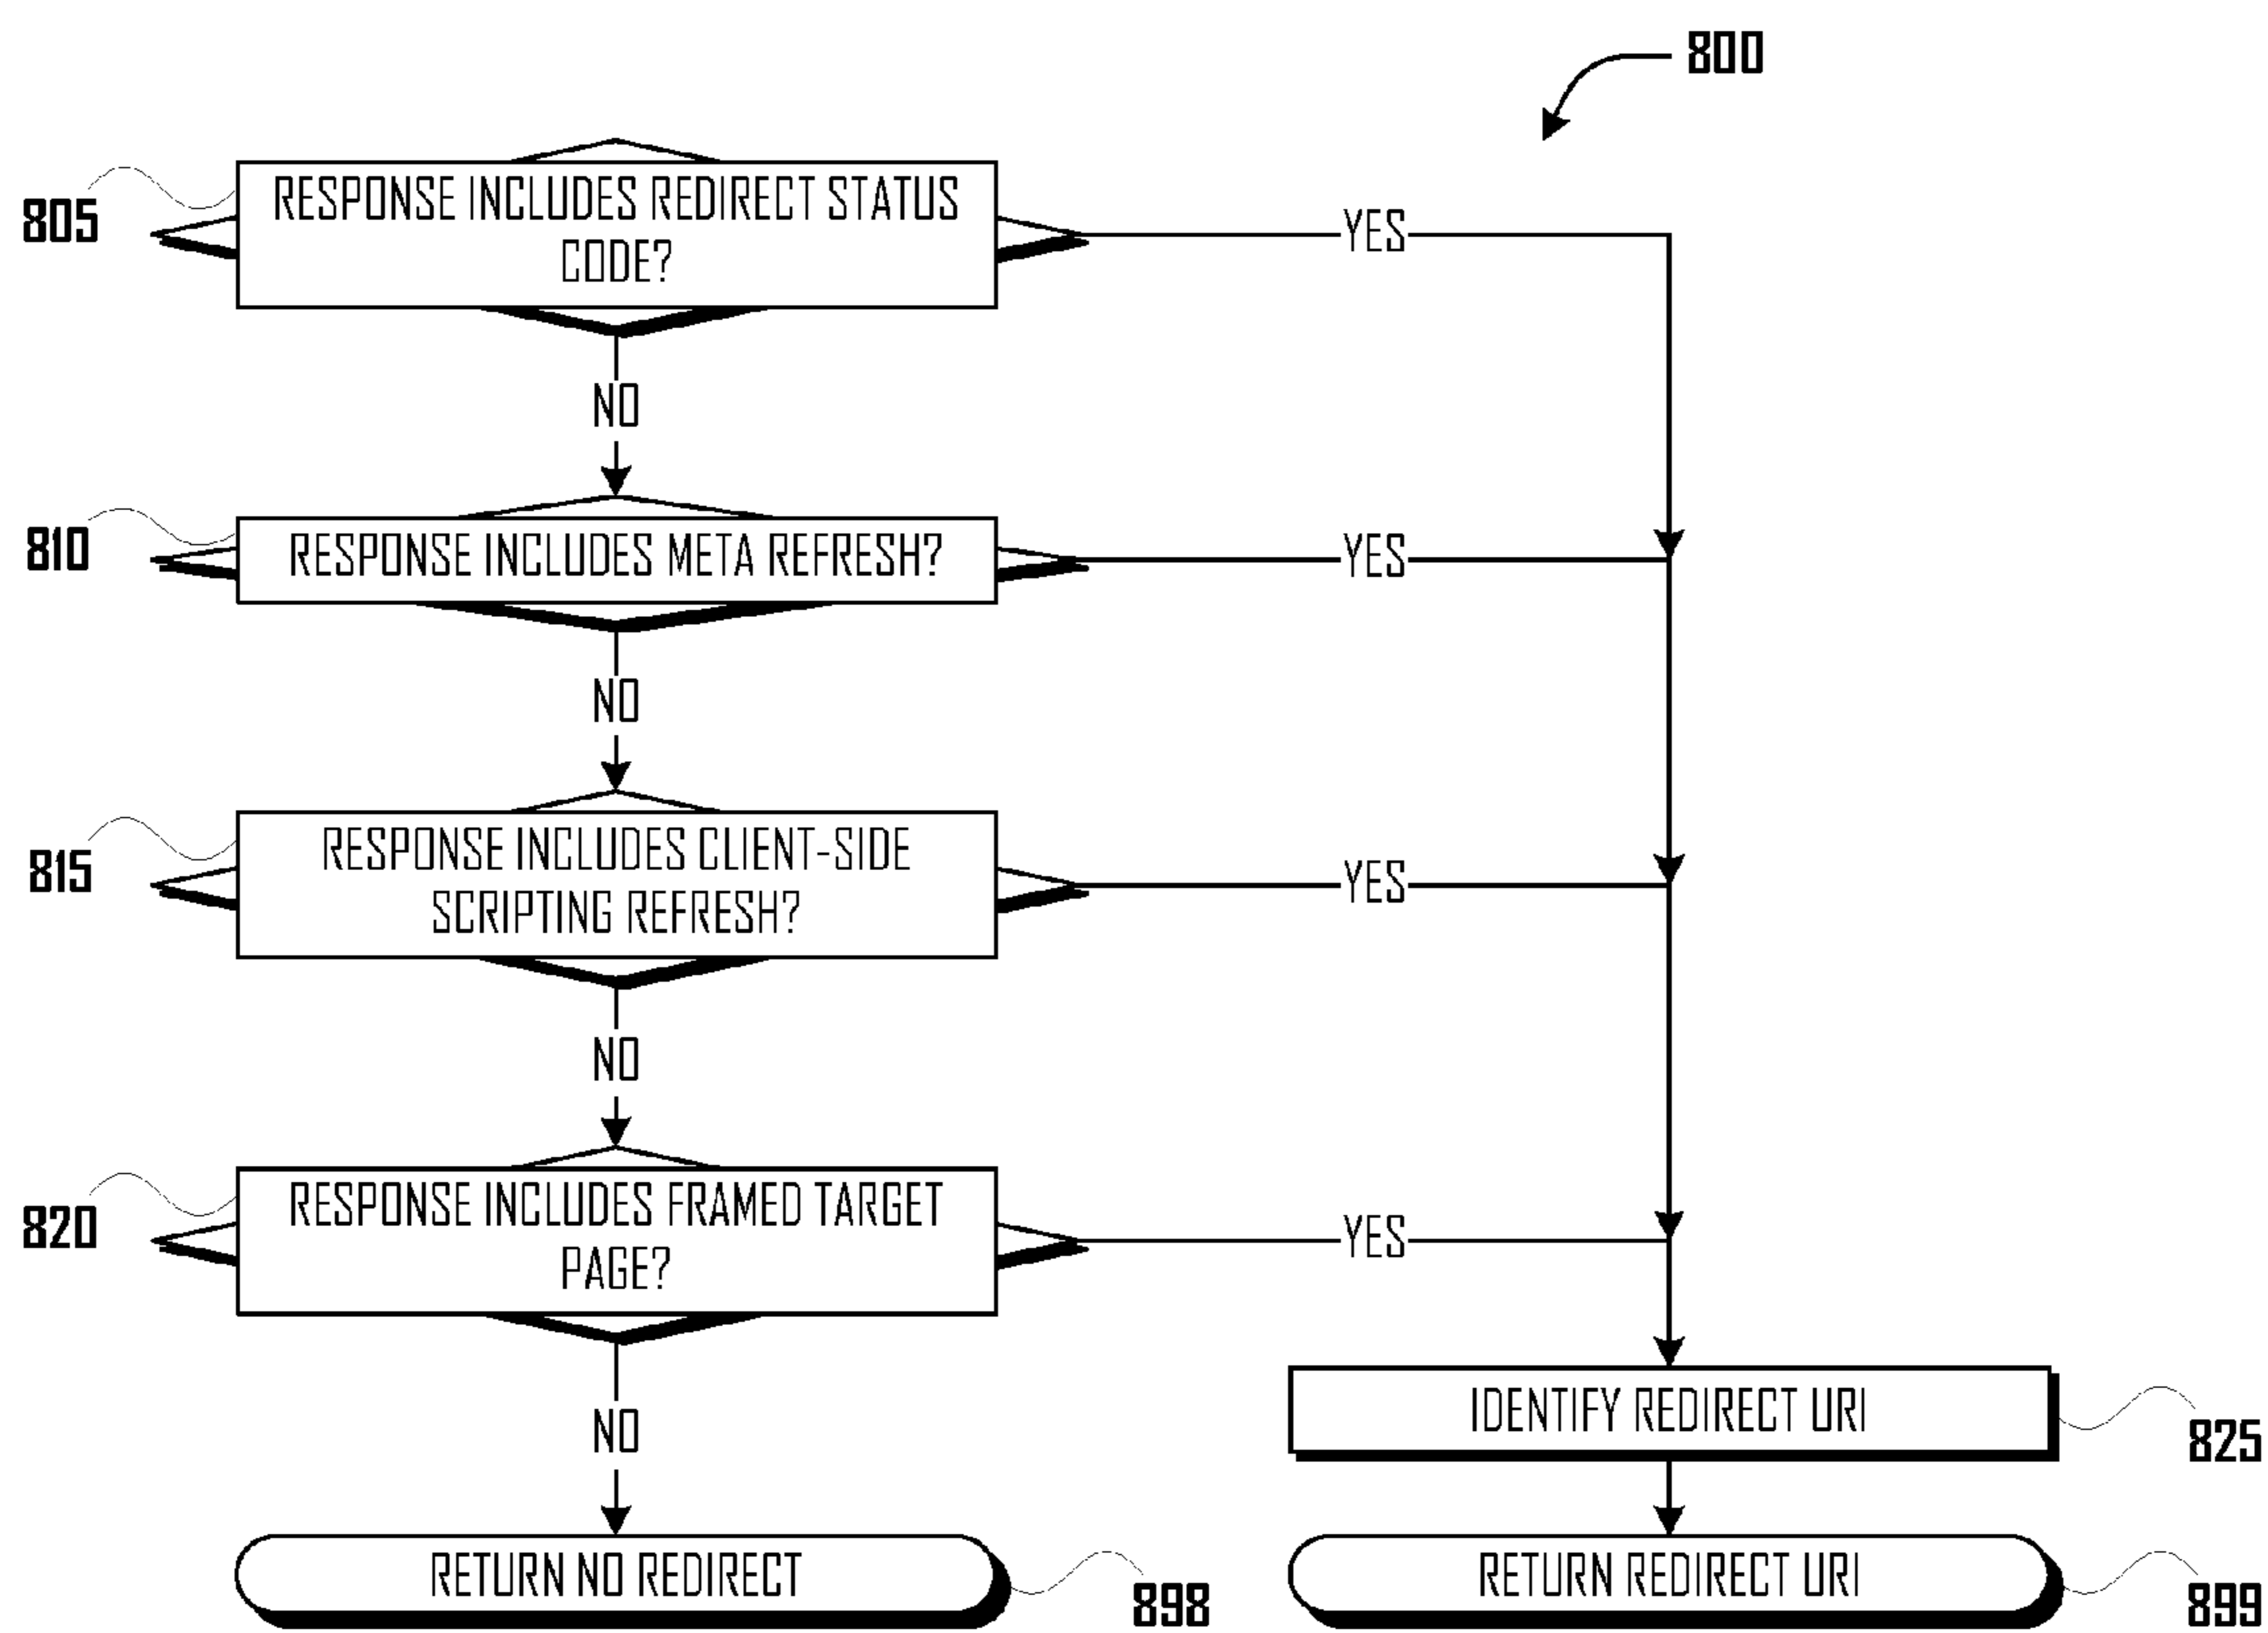 800
805
RESPONSE INCLUDES REDIRECT STATUS
CODE?
YES
NO
810
RESPONSE INCLUDES META REFRESH?
YES
NO
815
RESPONSE INCLUDES CLIENT-SIDE
SCRIPTING REFRESH?
YES
NO
820
RESPONSE INCLUDES FRAMED TARGET
PAGE?
YES
NO
IDENTIFY REDIRECT URI
825
RETURN NO REDIRECT
898
RETURN REDIRECT URI
899